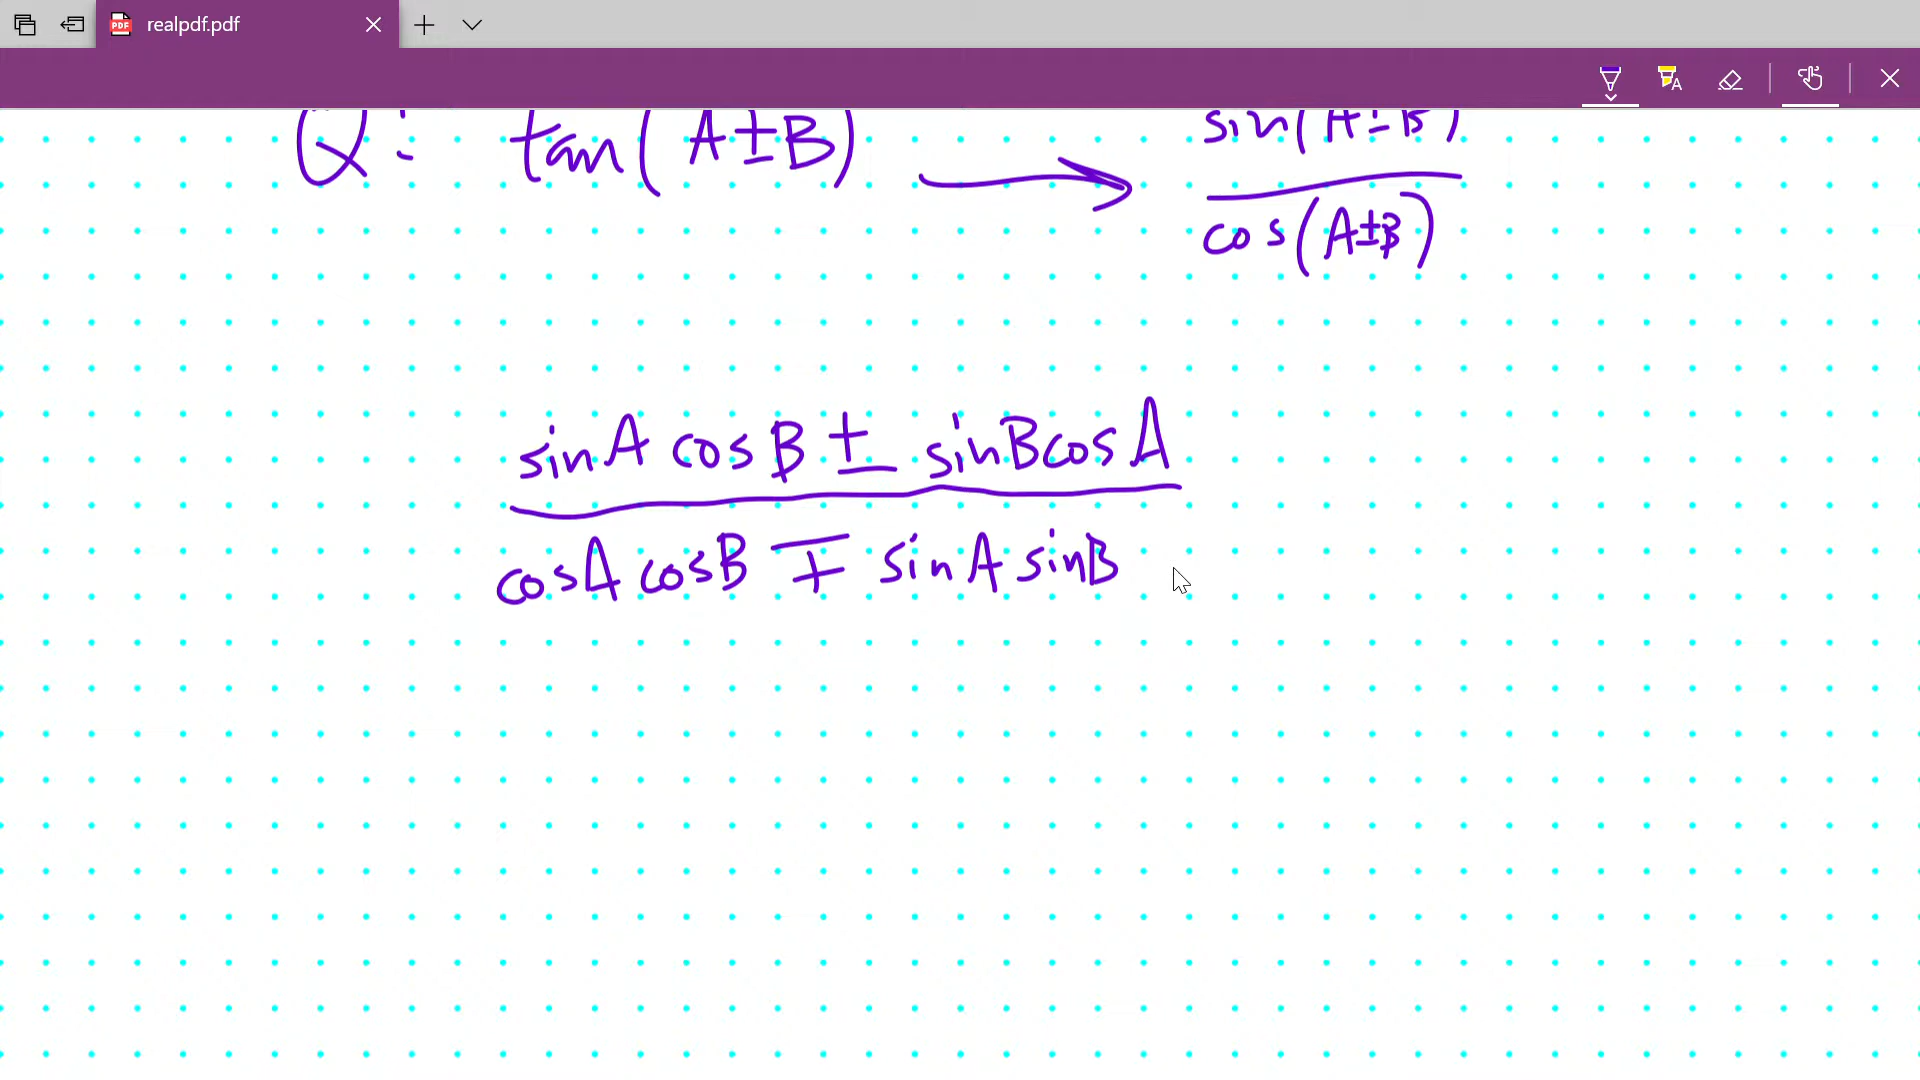 realpdf.pdf
Q: tan(A±B) → sin(A±B)
cos(A±B)
sinA cosB ± sinBcosA
cosA cosB ∓ sinA sinB